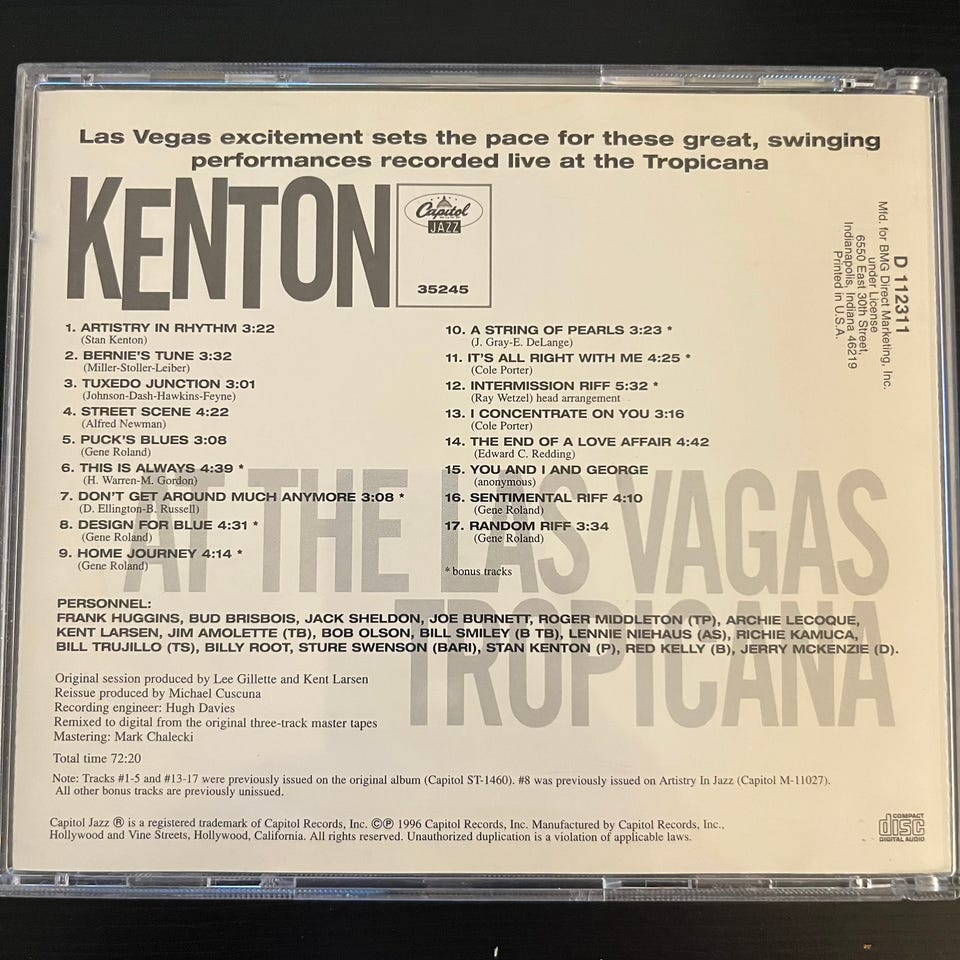 Las Vegas excitement sets the pace for these great, swinging
performances recorded live at the Tropicana
KENTON
Capitol
JAZZ
35245
D 112311
Mfd. for BMG Direct Marketing, Inc.
under License
6550 East 30th Street,
Indianapolis, Indiana 46219
Printed in U.S.A.
1. ARTISTRY IN RHYTHM 3:22
(Stan Kenton)
2. BERNIE'S TUNE 3:32
(Miller-Stoller-Leiber)
3. TUXEDO JUNCTION 3:01
(Johnson-Dash-Hawkins-Feyne)
4. STREET SCENE 4:22
(Alfred Newman)
5. PUCK'S BLUES 3:08
(Gene Roland)
6. THIS IS ALWAYS 4:39 *
(H. Warren-M. Gordon)
7. DON'T GET AROUND MUCH ANYMORE 3:08 *
(D. Ellington-B. Russell)
8. DESIGN FOR BLUE 4:31 *
(Gene Roland)
9. HOME JOURNEY 4:14 *
(Gene Roland)
10. A STRING OF PEARLS 3:23 *
(J. Gray-E. DeLange)
11. IT'S ALL RIGHT WITH ME 4:25 *
(Cole Porter)
12. INTERMISSION RIFF 5:32 *
(Ray Wetzel) head arrangement
13. I CONCENTRATE ON YOU 3:16
(Cole Porter)
14. THE END OF A LOVE AFFAIR 4:42
(Edward C. Redding)
15. YOU AND I AND GEORGE
(anonymous)
16. SENTIMENTAL RIFF 4:10
(Gene Roland)
17. RANDOM RIFF 3:34
(Gene Roland)
* bonus tracks
AT THE LAS VAGAS
TROPICANA
PERSONNEL:
FRANK HUGGINS, BUD BRISBOIS, JACK SHELDON, JOE BURNETT, ROGER MIDDLETON (TP), ARCHIE LECOQUE,
KENT LARSEN, JIM AMOLETTE (TB), BOB OLSON, BILL SMILEY (B TB), LENNIE NIEHAUS (AS), RICHIE KAMUCA,
BILL TRUJILLO (TS), BILLY ROOT, STURE SWENSON (BARI), STAN KENTON (P), RED KELLY (B), JERRY MCKENZIE (D).
Original session produced by Lee Gillette and Kent Larsen
Reissue produced by Michael Cuscuna
Recording engineer: Hugh Davies
Remixed to digital from the original three-track master tapes
Mastering: Mark Chalecki
Total time 72:20
Note: Tracks #1-5 and #13-17 were previously issued on the original album (Capitol ST-1460). #8 was previously issued on Artistry In Jazz (Capitol M-11027).
All other bonus tracks are previously unissued.
Capitol Jazz ® is a registered trademark of Capitol Records, Inc. ©℗ 1996 Capitol Records, Inc. Manufactured by Capitol Records, Inc.,
Hollywood and Vine Streets, Hollywood, California. All rights reserved. Unauthorized duplication is a violation of applicable laws.
COMPACT
disc
DIGITAL AUDIO